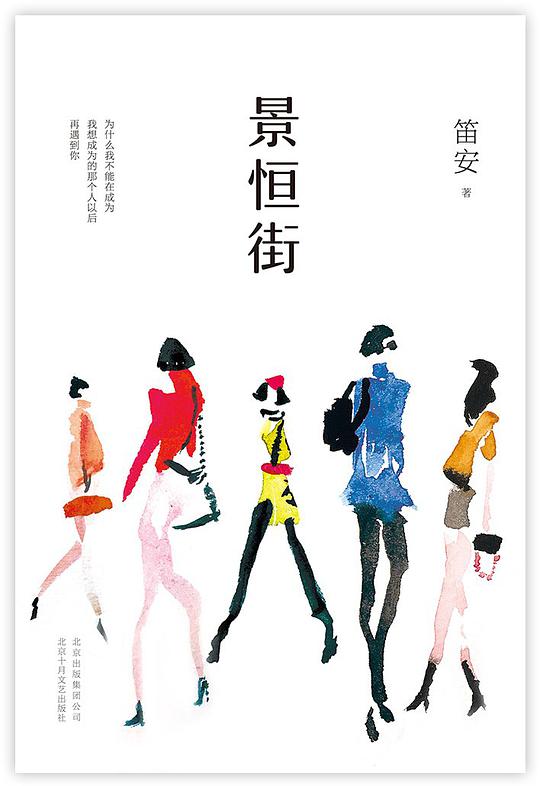 景恒街
笛安 著
为什么我不能在成为
我想成为的那个人以后
再遇到你
北京出版集团公司
北京十月文艺出版社